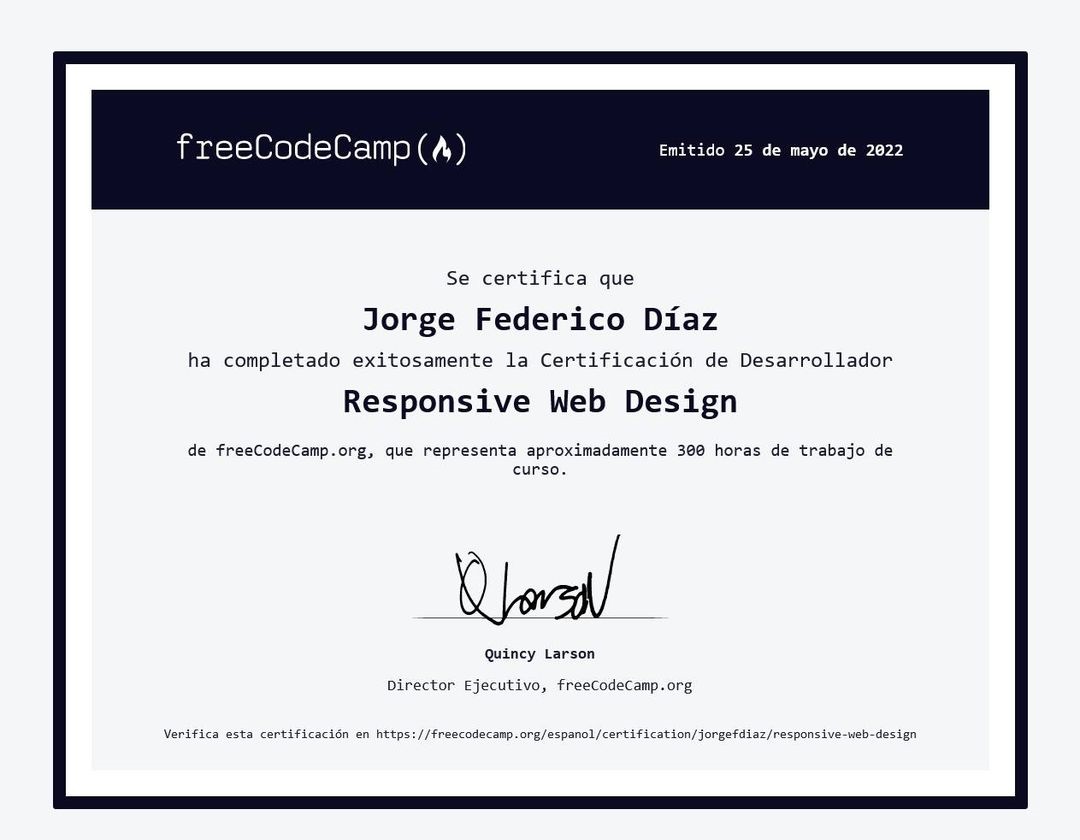 freeCodeCamp
Emitido 25 de mayo de 2022
Se certifica que
Jorge Federico Díaz
ha completado exitosamente la Certificación de Desarrollador
Responsive Web Design
de freeCodeCamp.org, que representa aproximadamente 300 horas de trabajo de
curso.
Q Larson
Quincy Larson
Director Ejecutivo, freeCodeCamp.org
Verifica esta certificación en https://freecodecamp.org/espanol/certification/jorgefdiaz/responsive-web-design